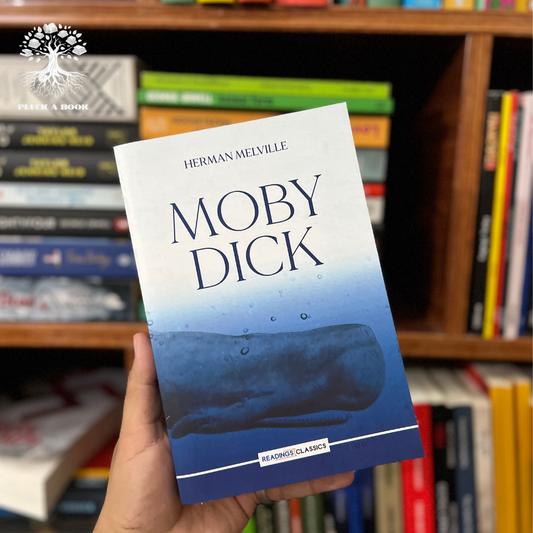 PLUCK A BOOK
HERMAN MELVILLE
MOBY
DICK
READINGS CLASSICS